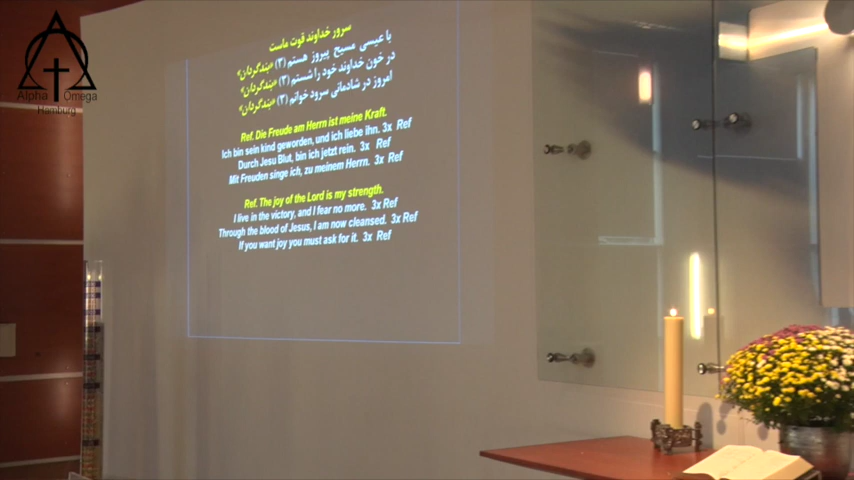 Alpha Omega
Hamburg
سرور خداوند قوت ماست
با عیسی مسیح پیروز هستم (۳) «بندگردان»
در خون خداوند خود را شستم (۳) «بندگردان»
امروز در شادمانی سرود خوانم (۳) «بندگردان»
Ref. Die Freude am Herrn ist meine Kraft.
Ich bin sein kind geworden, und ich liebe ihn. 3x Ref
Durch Jesu Blut, bin ich jetzt rein. 3x Ref
Mit Freuden singe ich, zu meinem Herrn. 3x Ref
Ref. The joy of the Lord is my strength.
I live in the victory, and I fear no more. 3x Ref
Through the blood of Jesus, I am now cleansed. 3x Ref
If you want joy you must ask for it. 3x Ref